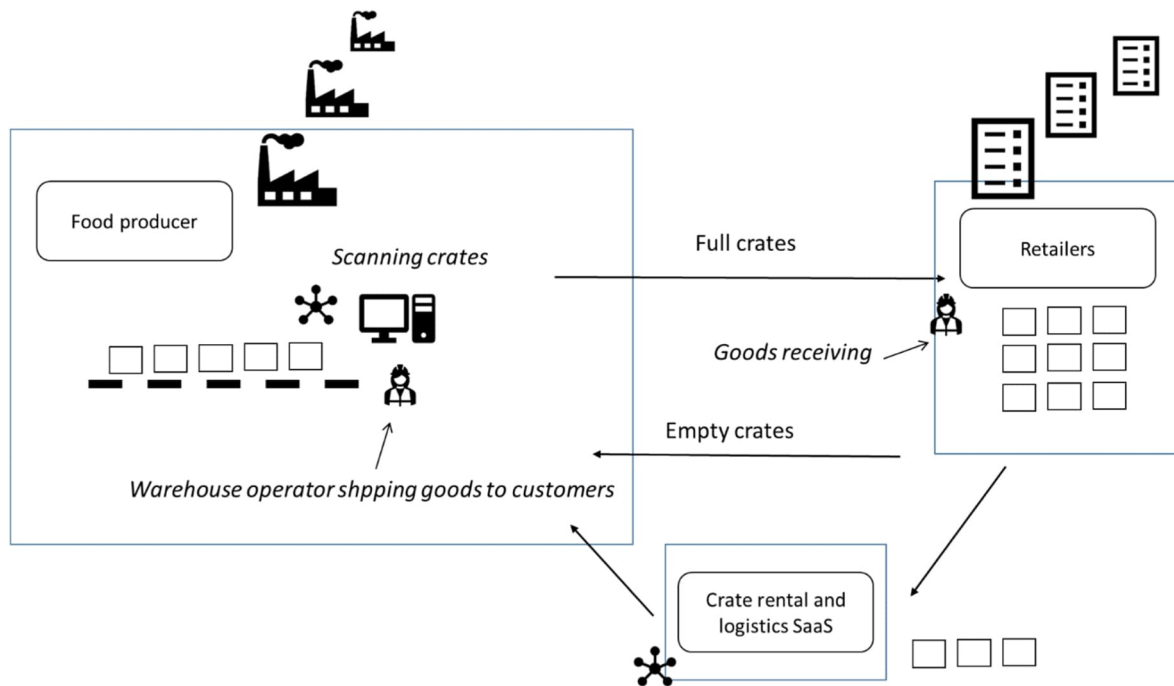 Food producer
Scanning crates
Full crates
Retailers
Goods receiving
Empty crates
Warehouse operator shpping goods to customers
Crate rental and
logistics SaaS